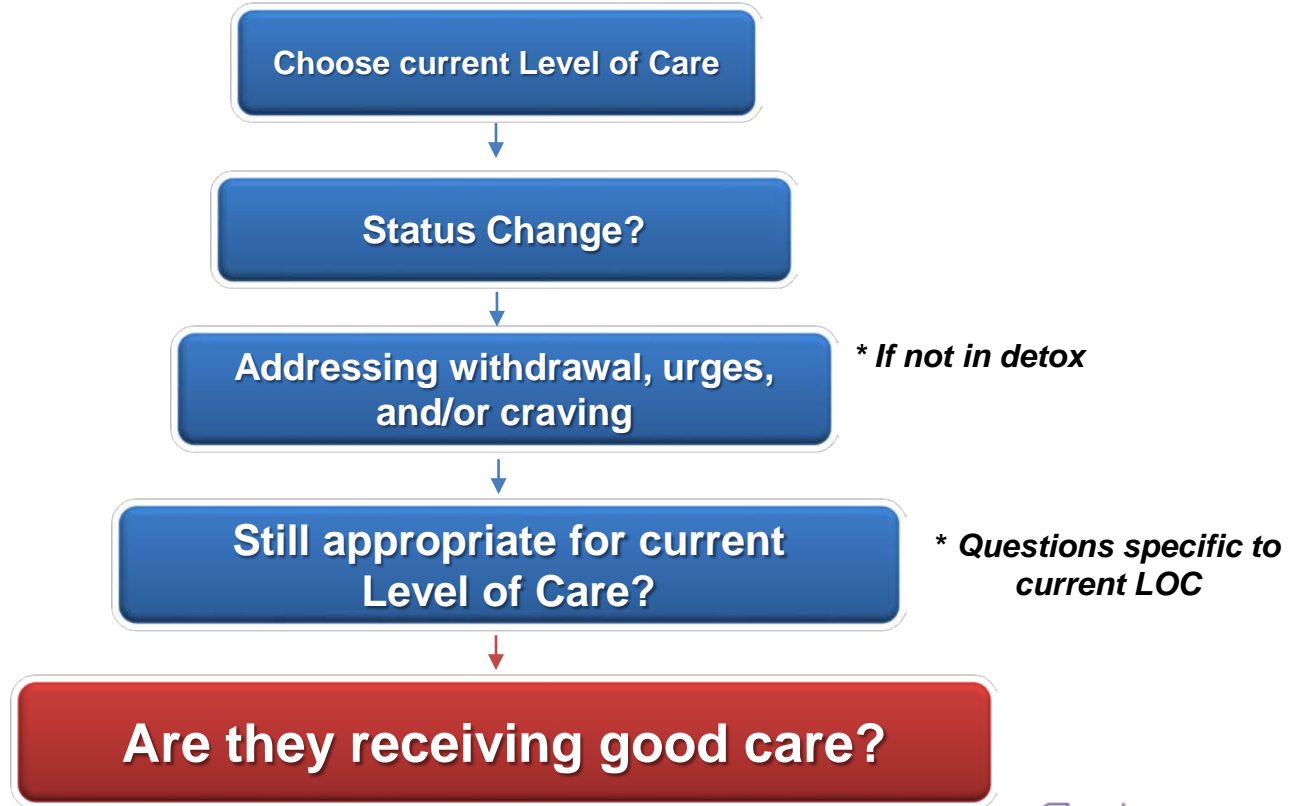 Choose current Level of Care
Status Change?
Addressing withdrawal, urges,
and/or craving
* If not in detox
Still appropriate for current
Level of Care?
* Questions specific to
current LOC
Are they receiving good care?